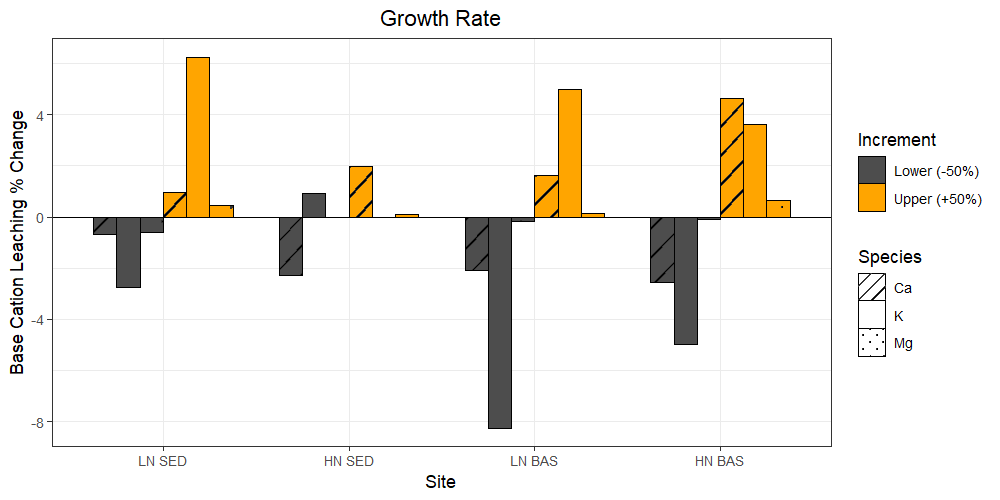 Growth Rate
Base Cation Leaching % Change
4
0
-4
-8
LN SED
HN SED
LN BAS
HN BAS
Site
Increment
Lower (-50%)
Upper (+50%)
Species
Ca
K
Mg